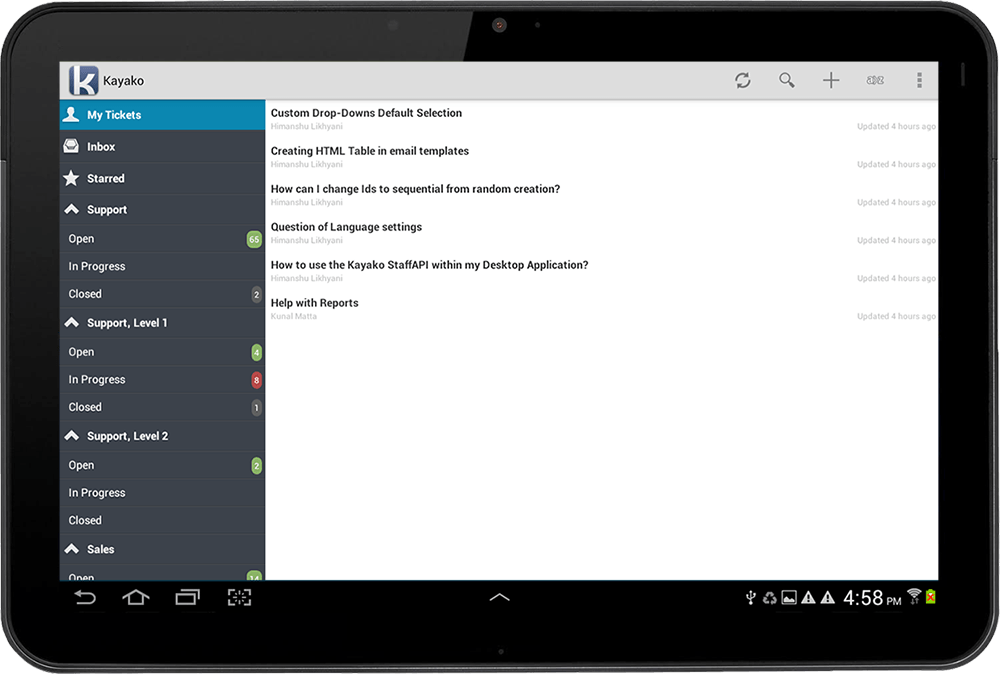 Kayako
a|z
My Tickets
Inbox
Starred
Support
Open 65
In Progress
Closed 2
Support, Level 1
Open 4
In Progress 8
Closed 1
Support, Level 2
Open 2
In Progress
Closed
Sales
Open 14
Custom Drop-Downs Default Selection
Himanshu Likhyani Updated 4 hours ago
Creating HTML Table in email templates
Himanshu Likhyani Updated 4 hours ago
How can I change Ids to sequential from random creation?
Himanshu Likhyani Updated 4 hours ago
Question of Language settings
Himanshu Likhyani Updated 4 hours ago
How to use the Kayako StaffAPI within my Desktop Application?
Himanshu Likhyani Updated 4 hours ago
Help with Reports
Kunal Matta Updated 4 hours ago
4:58 PM